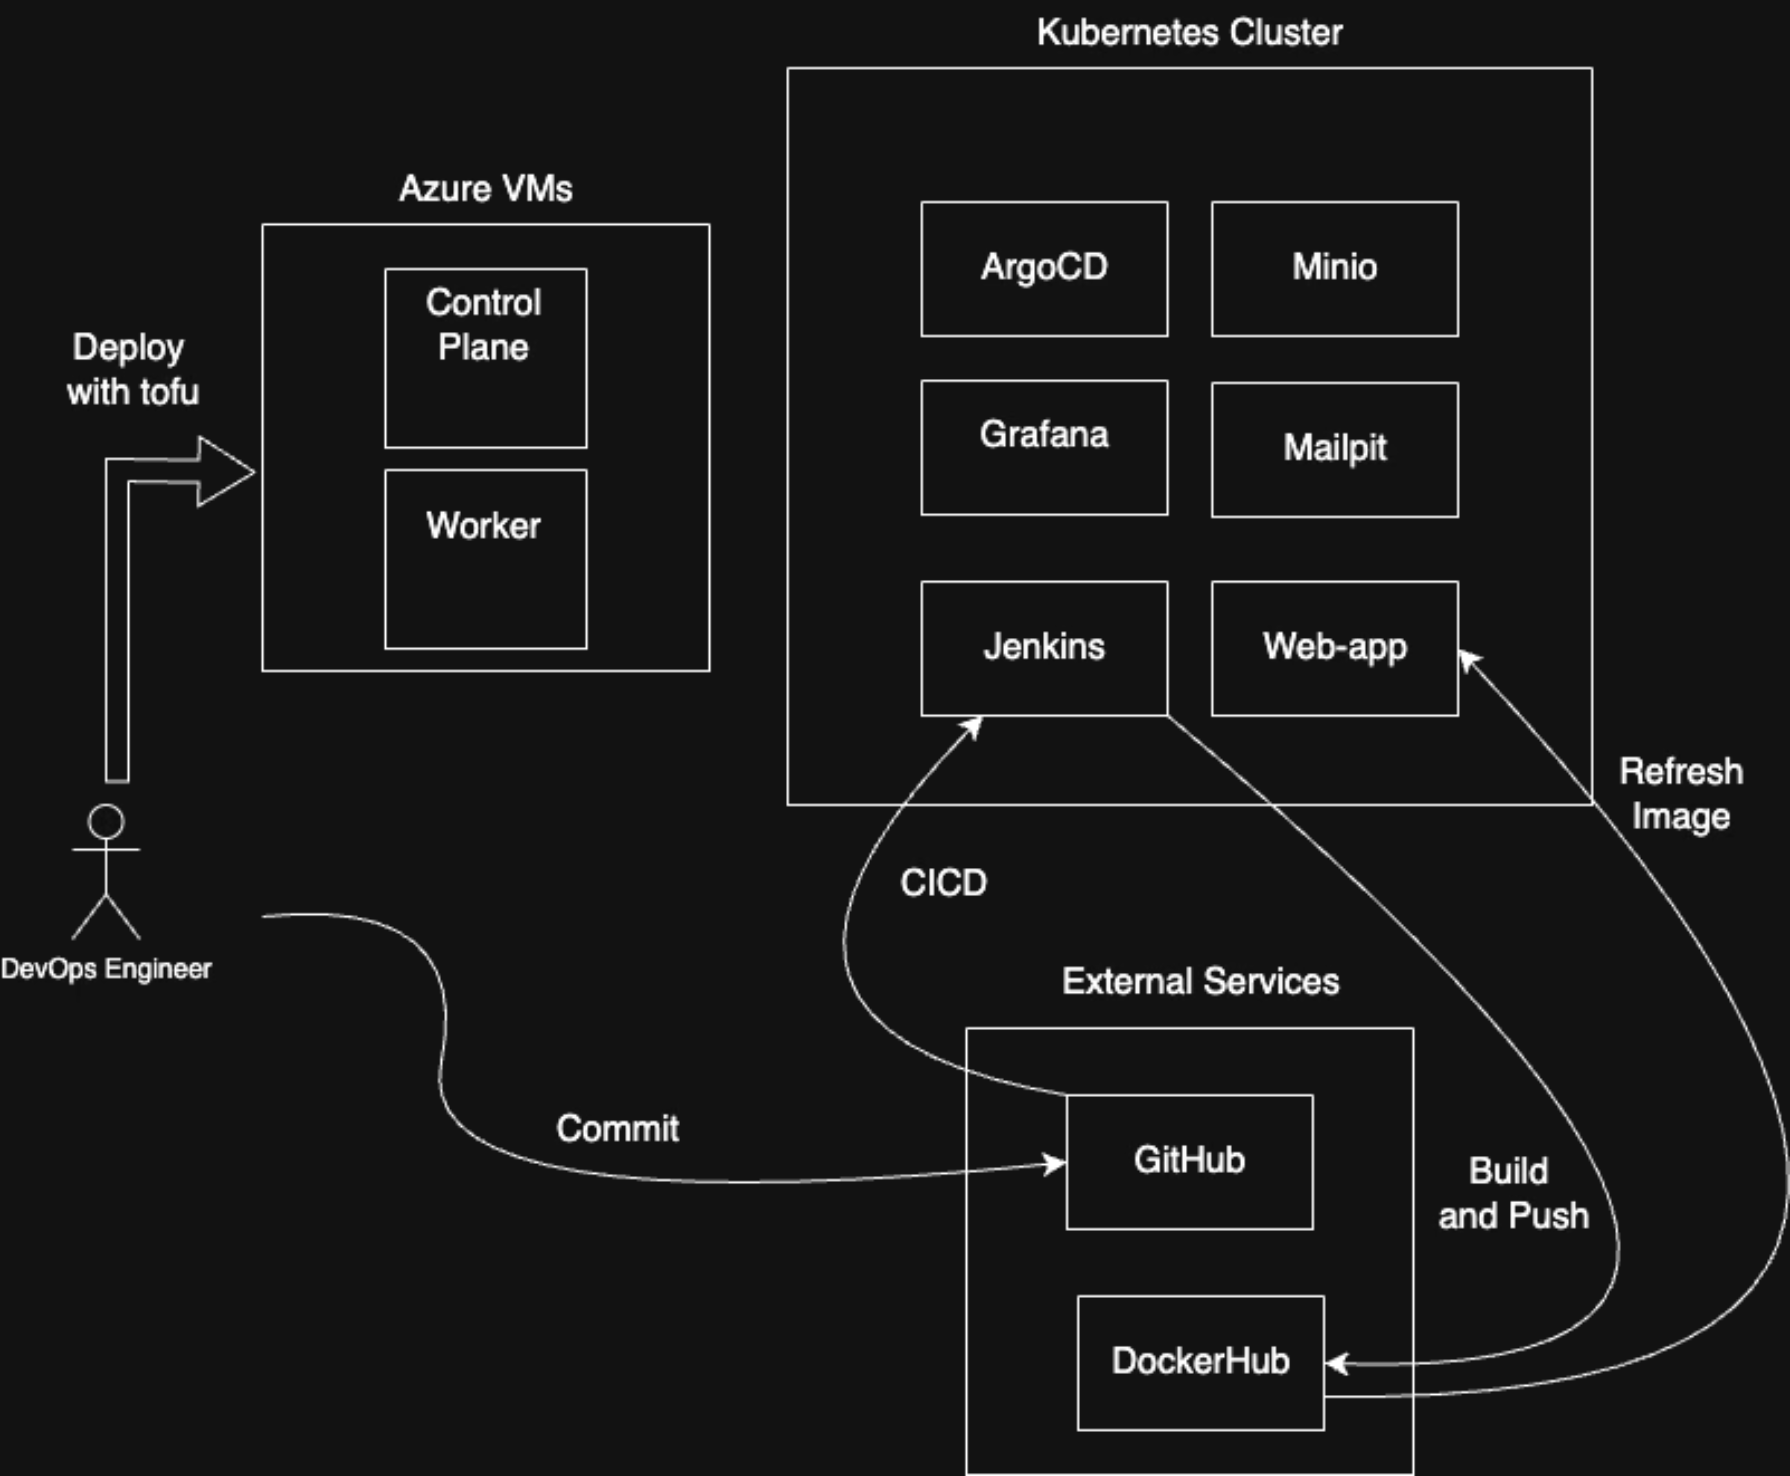 Kubernetes Cluster
Azure VMs
Control
Plane
Worker
Deploy
with tofu
ArgoCD
Minio
Grafana
Mailpit
Jenkins
Web-app
Refresh
Image
CICD
DevOps Engineer
External Services
Commit
GitHub
Build
and Push
DockerHub